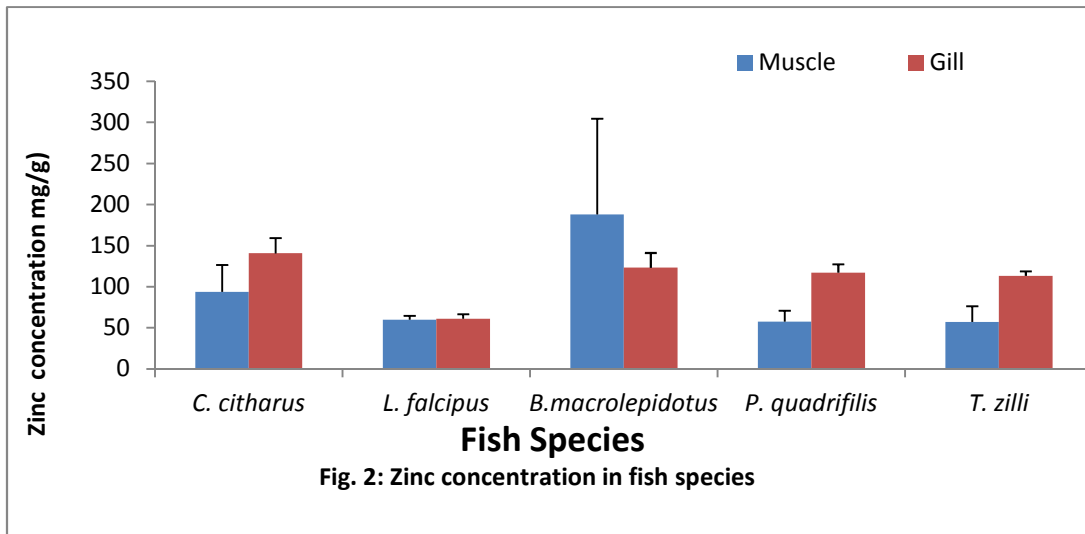 Muscle Gill
Zinc concentration mg/g)
350
300
250
200
150
100
50
0
C. citharus L. falcipus B.macrolepidotus P. quadrifilis T. zilli
Fish Species
Fig. 2: Zinc concentration in fish species